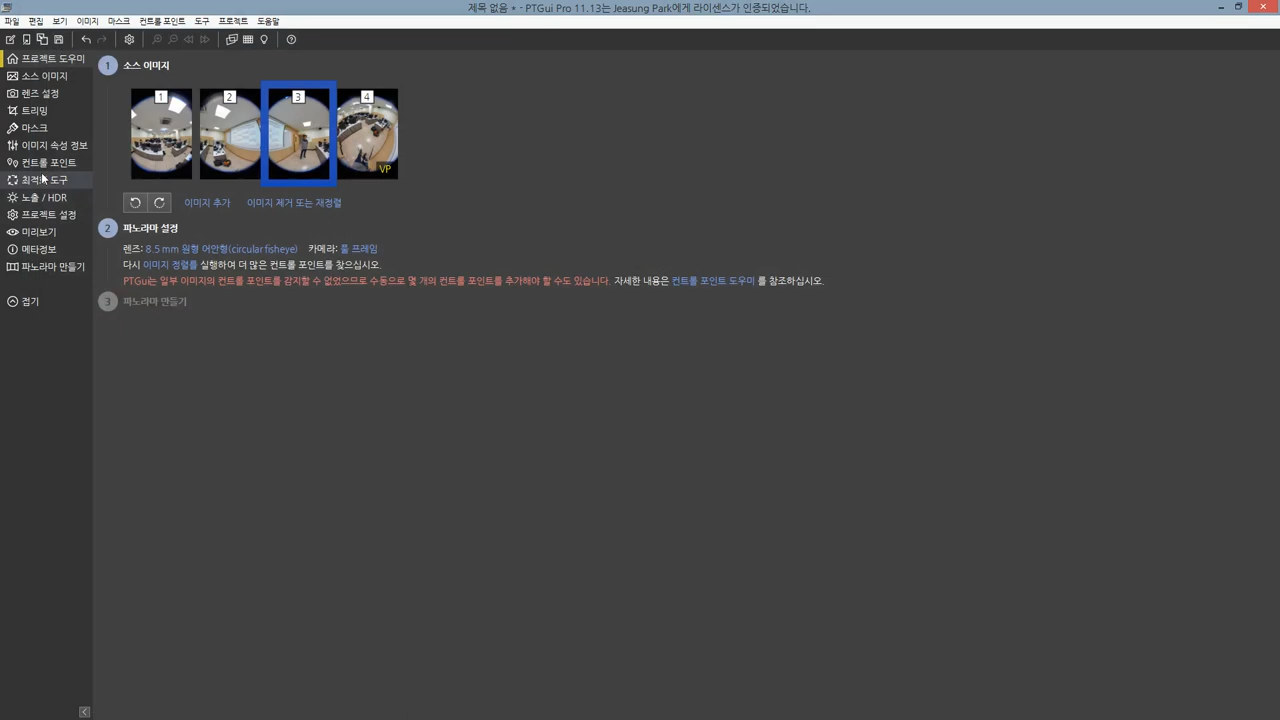 제목 없음 * - PTGui Pro 11.13는 Jeasung Park에게 라이센스가 인증되었습니다.
파일 편집 보기 이미지 마스크 컨트롤 포인트 도구 프로젝트 도움말
프로젝트 도우미
소스 이미지
렌즈 설정
트리밍
마스크
이미지 속성 정보
컨트롤 포인트
최적화 도구
노출 / HDR
프로젝트 설정
미리보기
메타정보
파노라마 만들기
접기
1 소스 이미지
1 2 3 4
VP
이미지 추가 이미지 제거 또는 재정렬
2 파노라마 설정
렌즈: 8.5 mm 원형 어안형(circular fisheye) 카메라: 풀 프레임
다시 이미지 정렬를 실행하여 더 많은 컨트롤 포인트를 찾으십시오.
PTGui는 일부 이미지의 컨트롤 포인트를 감지할 수 없었으므로 수동으로 몇 개의 컨트롤 포인트를 추가해야 할 수도 있습니다. 자세한 내용은 컨트롤 포인트 도우미 를 참조하십시오.
3 파노라마 만들기